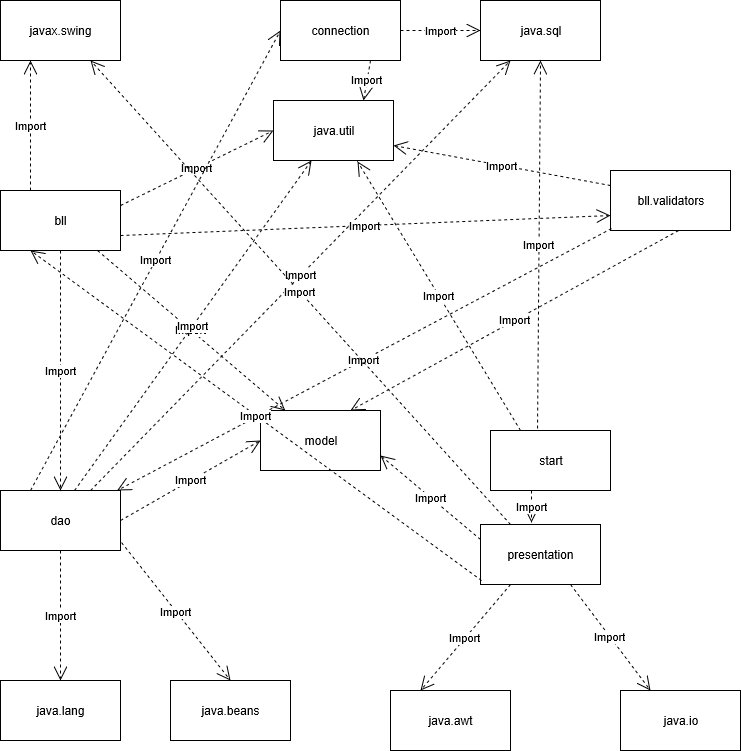 javax.swing
connection
Import
java.sql
Import
java.util
Import
Import
Import
bll
bll.validators
Import
Import
Import
Import
Import
Import
Import
Import
Import
Import
Import
Import
model
start
Import
Import
Import
dao
presentation
Import
Import
Import
Import
java.lang
java.beans
java.awt
java.io